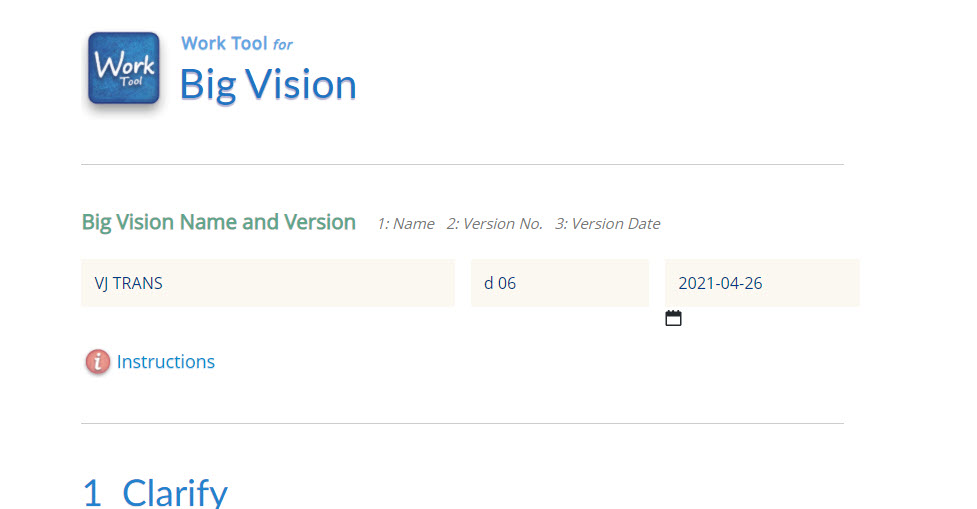 Work
Tool
Work Tool for
Big Vision
Big Vision Name and Version 1: Name 2: Version No. 3: Version Date
VJ TRANS d 06 2021-04-26
i Instructions
1 Clarify